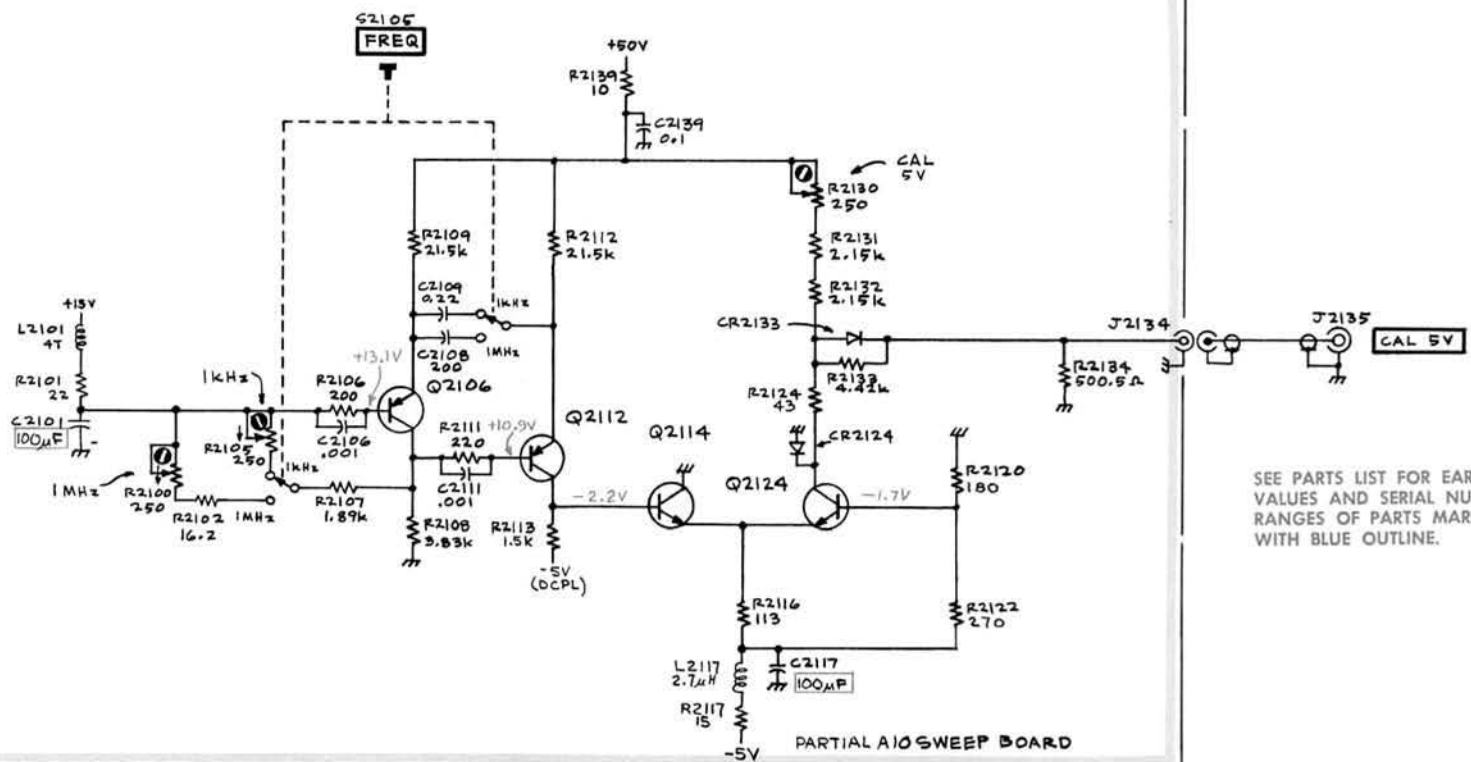 S2105
FREQ
+50V
R2139
10
C2139
0.1
CAL
5V
R2130
250
R2109
21.5k
R2112
21.5k
R2131
2.15k
R2132
2.15k
C2109
0.22
1kHz
+15V
L2101
4T
CR2133
J2134
J2135
CAL 5V
C2108
200
1MHz
+13.1V
R2133
4.42k
R2134
500.5Ω
R2101
22
1kHz
R2106
200
Q2106
R2124
43
C2101
100µF
-
R2105
250
C2106
.001
R2111
220
+10.9V
Q2112
Q2114
CR2124
1MHz
R2100
250
1kHz
C2111
.001
Q2124
R2120
180
R2102
16.2
1MHz
R2107
1.89k
-2.2V
-1.7V
R2108
3.83k
R2113
1.5k
-5V
(DCPL)
SEE PARTS LIST FOR EAR
VALUES AND SERIAL NU
RANGES OF PARTS MAR
WITH BLUE OUTLINE.
R2116
113
R2122
270
L2117
2.7µH
C2117
100µF
R2117
15
-5V
PARTIAL A10 SWEEP BOARD